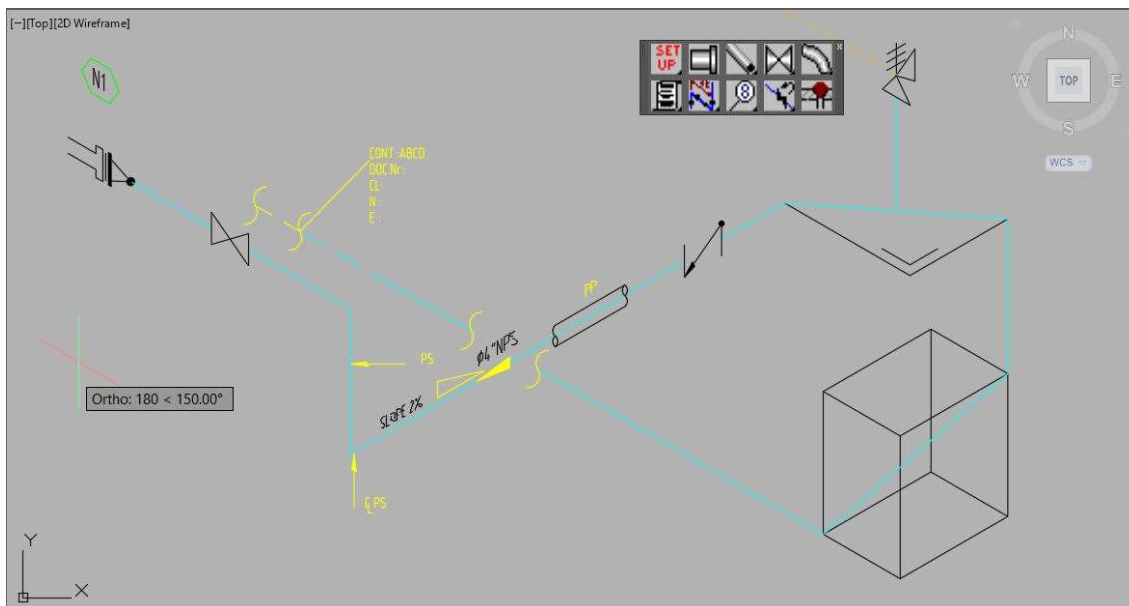 [−][Top][2D Wireframe]
N1
SET
UP
N
W
TOP
E
S
WCS
CONT :ABCD
DOC.Nr :
CL:
N :
E :
8
FP
PS
ϕ4"NPS
SLOPE 2%
Ortho: 180 < 150.00°
℄ PS
Y
X